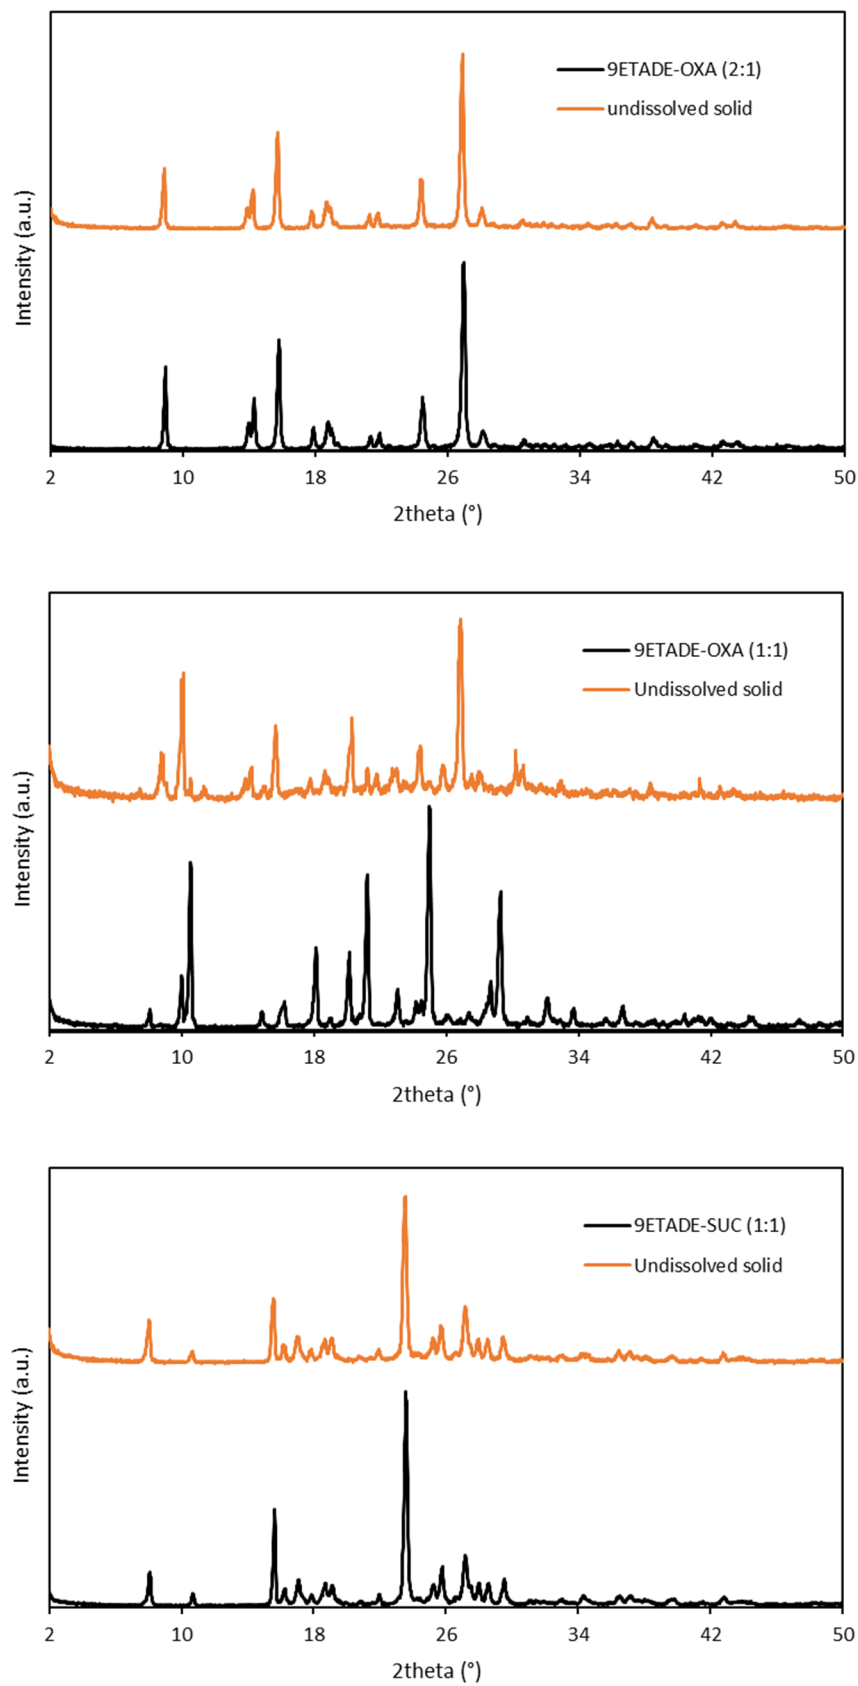 9ETADE-OXA (2:1)
undissolved solid
Intensity (a.u.)
2 10 18 26 34 42 50
2theta (°)
9ETADE-OXA (1:1)
Undissolved solid
Intensity (a.u.)
2 10 18 26 34 42 50
2theta (°)
9ETADE-SUC (1:1)
Undissolved solid
Intensity (a.u.)
2 10 18 26 34 42 50
2theta (°)